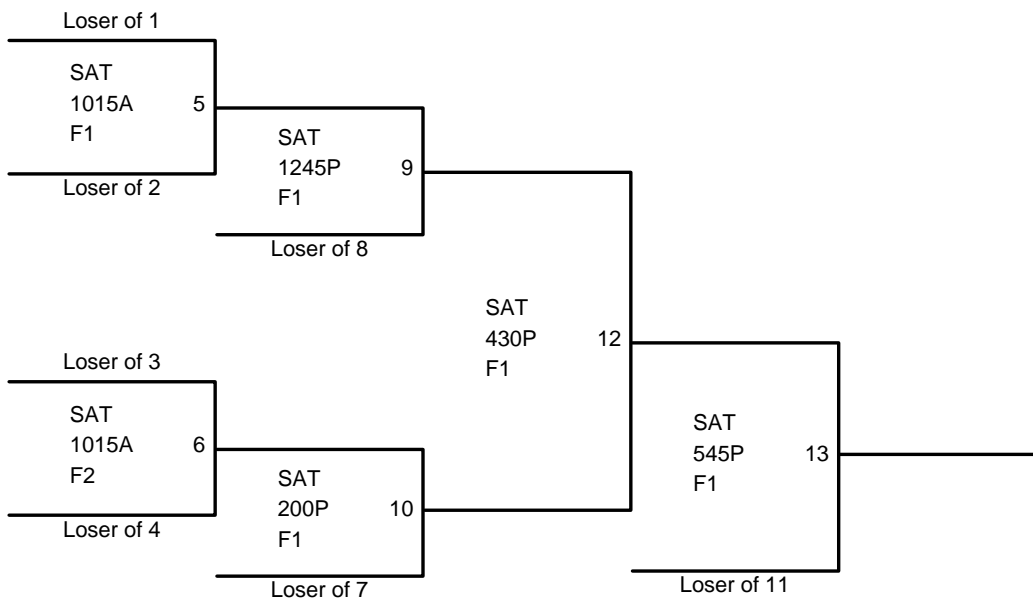 Loser of 1
SAT
1015A 5
F1
Loser of 2
SAT
1245P 9
F1
Loser of 8
SAT
430P 12
F1
Loser of 3
SAT
1015A 6
F2
Loser of 4
SAT
200P 10
F1
Loser of 7
SAT
545P 13
F1
Loser of 11